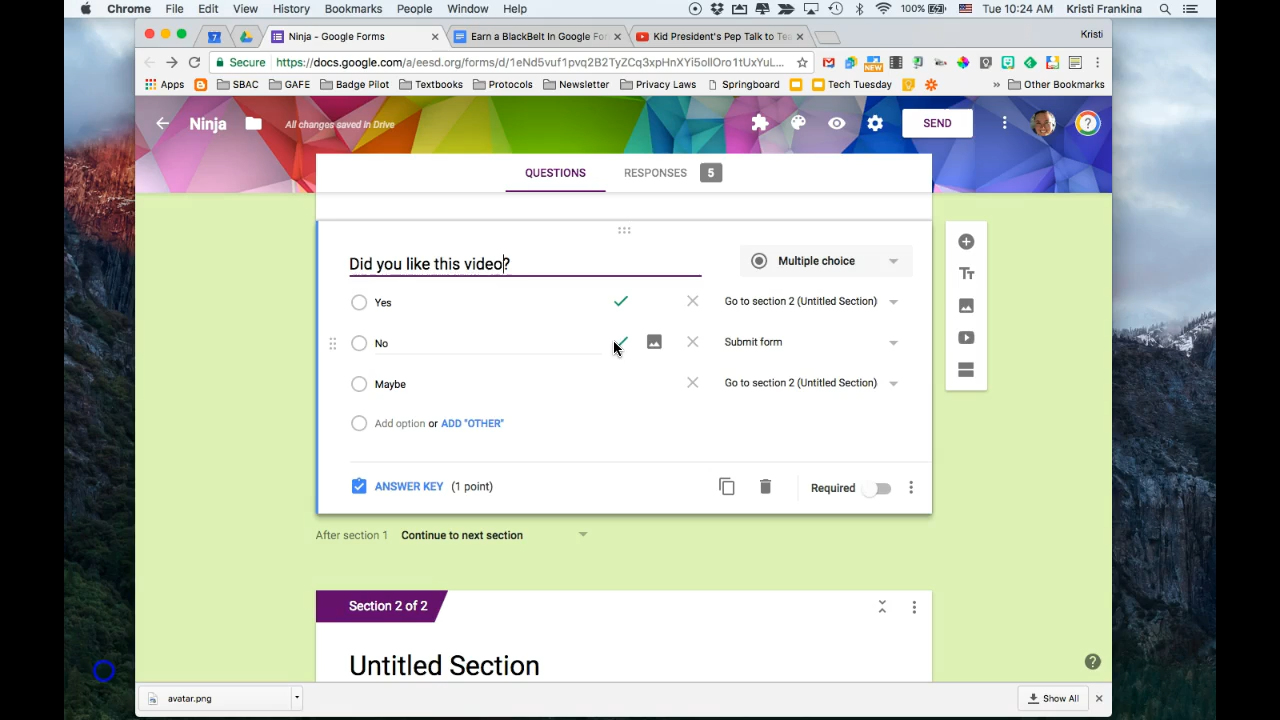 Chrome File Edit View History Bookmarks People Window Help 100% Tue 10:24 AM Kristi Frankina
7 Ninja - Google Forms Earn a BlackBelt In Google For Kid President's Pep Talk to Tea Kristi
Secure https://docs.google.com/a/eesd.org/forms/d/1eNd5vuf1pvq2B2TyZCq3xpHnXYi5oIlOro1tUxYuL...
Apps SBAC GAFE Badge Pilot Textbooks Protocols Newsletter Privacy Laws Springboard Tech Tuesday » Other Bookmarks
Ninja All changes saved in Drive SEND
QUESTIONS RESPONSES 5
Did you like this video? Multiple choice
Yes Go to section 2 (Untitled Section)
No Submit form
Maybe Go to section 2 (Untitled Section)
Add option or ADD "OTHER"
ANSWER KEY (1 point) Required
After section 1 Continue to next section
Section 2 of 2
Untitled Section
avatar.png Show All